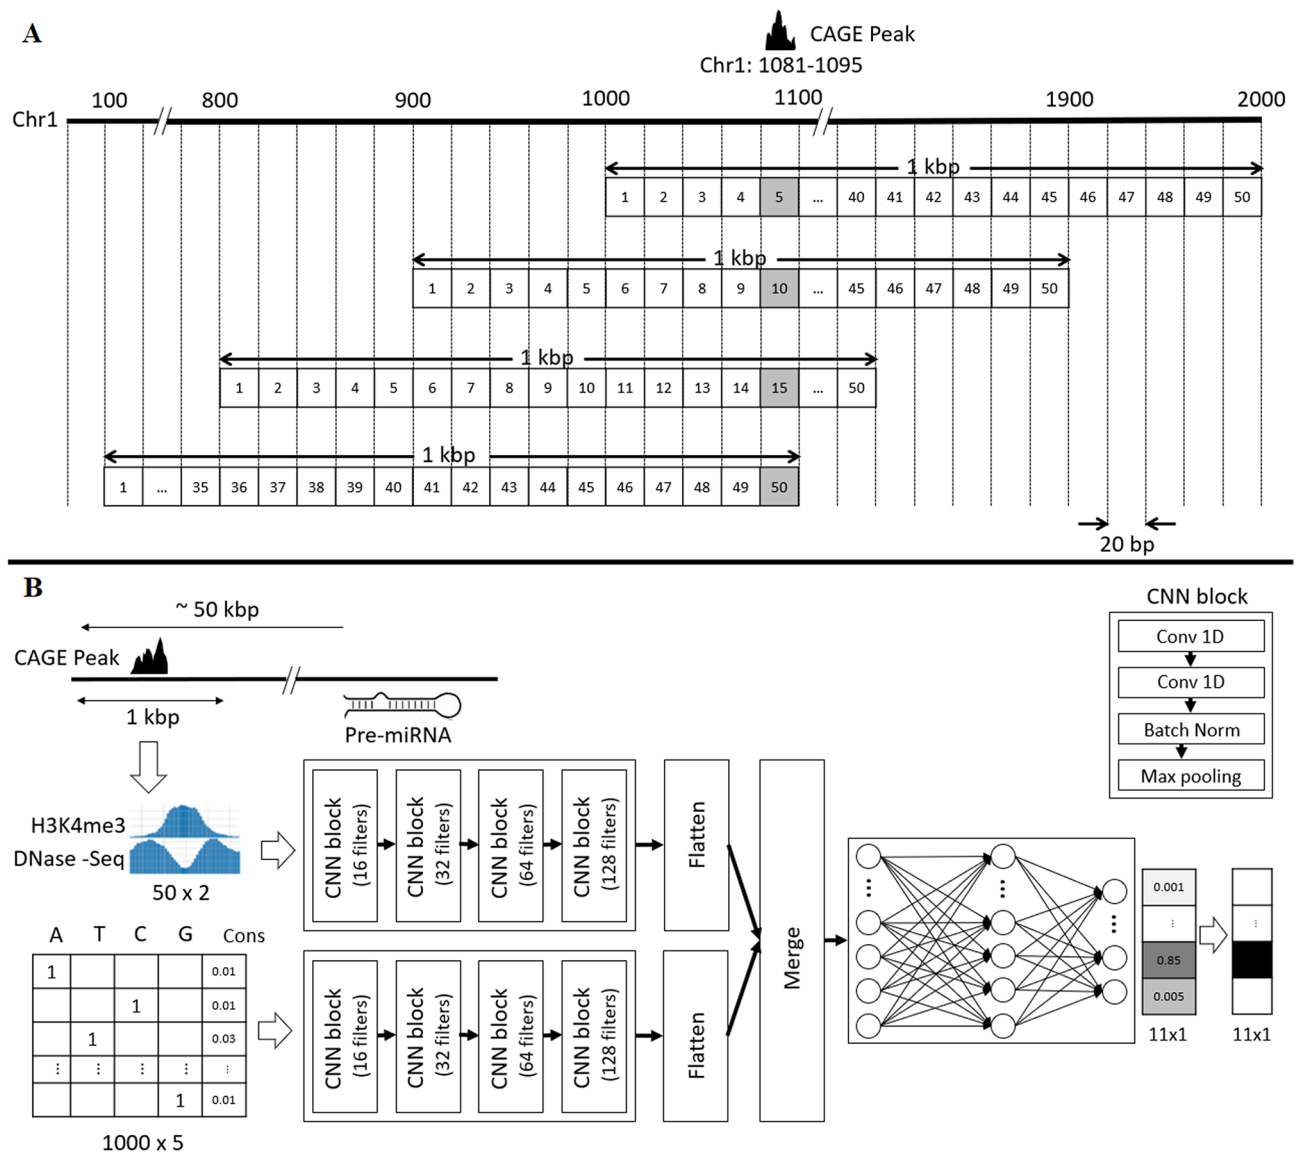 A
CAGE Peak
Chr1: 1081-1095
100 800 900 1000 1100 1900 2000
Chr1
1 kbp
1 2 3 4 5 ... 40 41 42 43 44 45 46 47 48 49 50
1 kbp
1 2 3 4 5 6 7 8 9 10 ... 45 46 47 48 49 50
1 kbp
1 2 3 4 5 6 7 8 9 10 11 12 13 14 15 ... 50
1 kbp
1 ... 35 36 37 38 39 40 41 42 43 44 45 46 47 48 49 50
20 bp
B
~ 50 kbp
CAGE Peak
1 kbp
Pre-miRNA
CNN block
Conv 1D
Conv 1D
Batch Norm
Max pooling
H3K4me3
DNase -Seq
50 x 2
CNN block
(16 filters)
CNN block
(32 filters)
CNN block
(64 filters)
CNN block
(128 filters)
Flatten
A T C G Cons
1 0.01
1 0.01
1 0.03
... ... ... ... ...
1 0.01
1000 x 5
CNN block
(16 filters)
CNN block
(32 filters)
CNN block
(64 filters)
CNN block
(128 filters)
Flatten
Merge
...
...
...
0.001
...
0.85
0.005
11x1
...
11x1